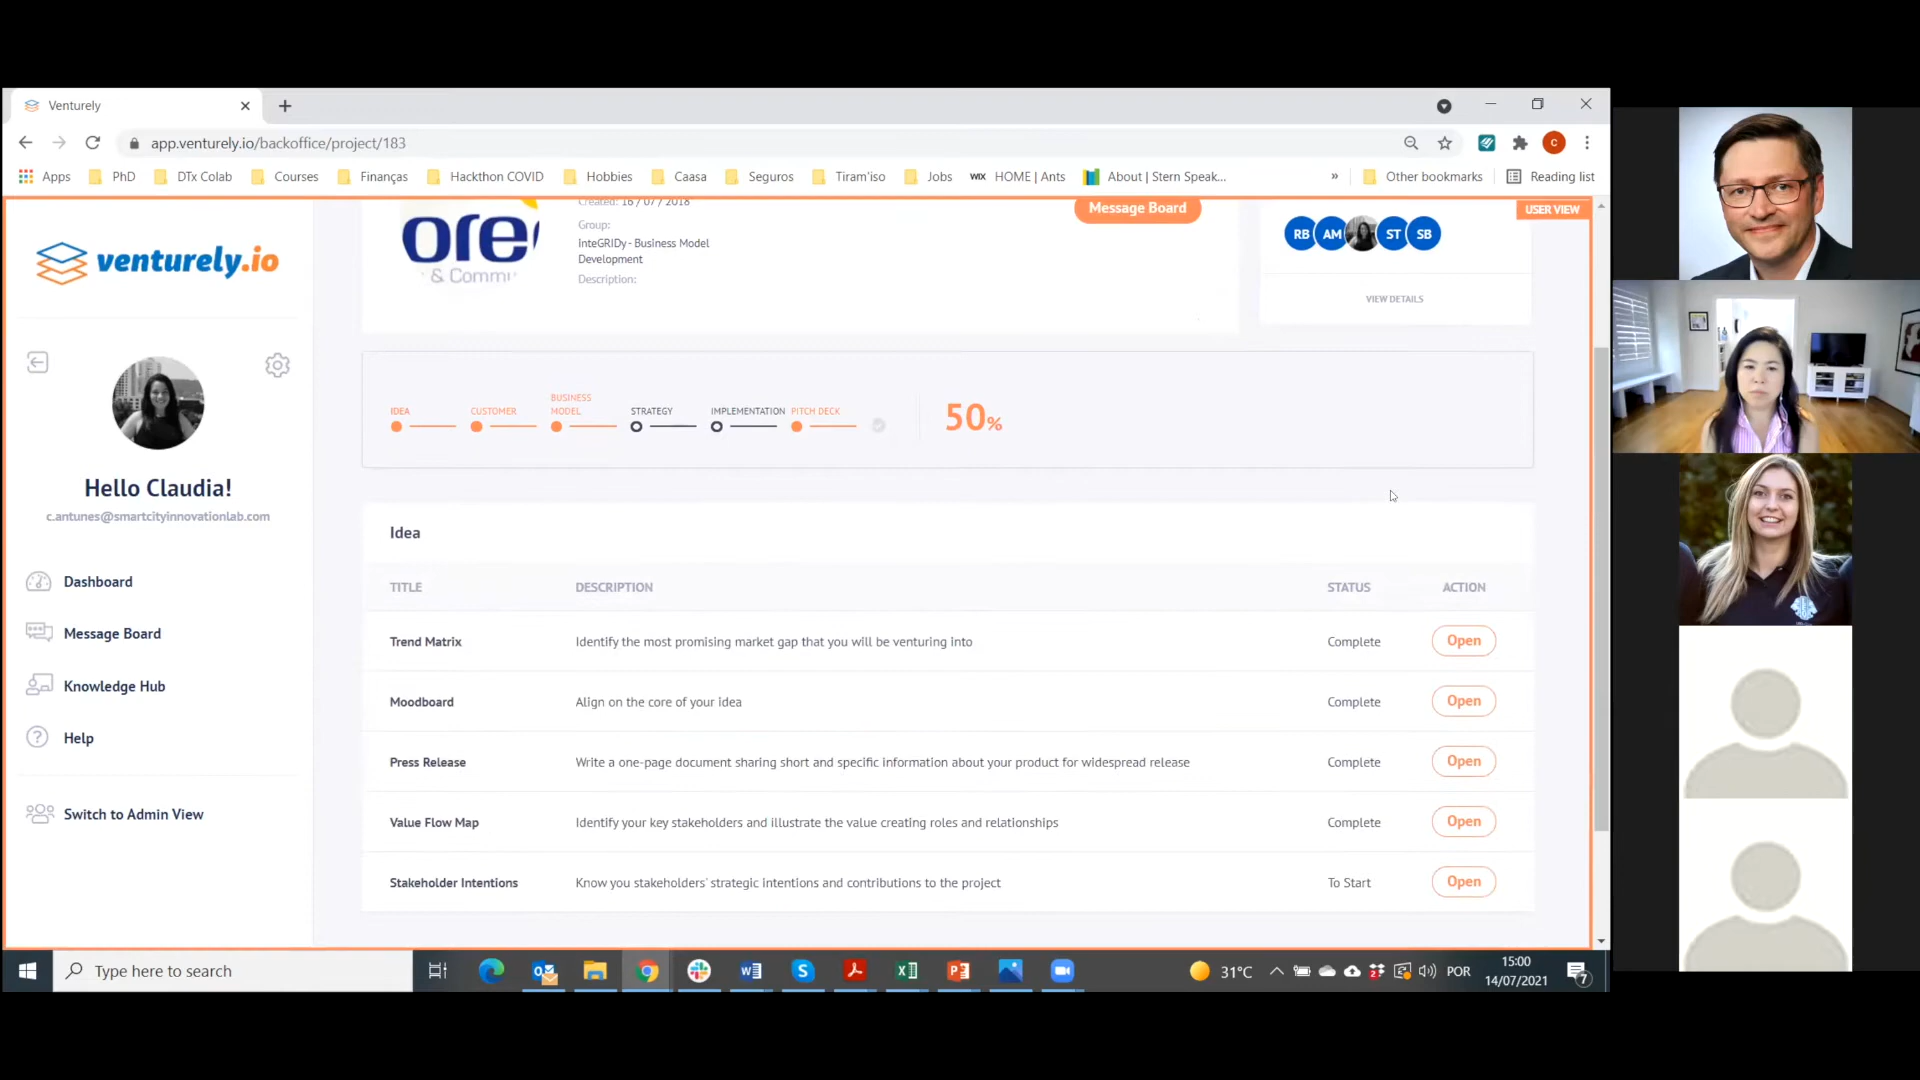 Venturely
app.venturely.io/backoffice/project/183
C
Apps PhD DTx Colab Courses Finanças Hackthon COVID Hobbies Caasa Seguros Tiram'iso Jobs WIX HOME | Ants About | Stern Speak... » Other bookmarks Reading list
USER VIEW
venturely.io
Hello Claudia!
c.antunes@smartcityinnovationlab.com
Dashboard
Message Board
Knowledge Hub
Help
Switch to Admin View
ore
& Commu
Created: 16 / 07 / 2018
Group:
InteGRIDy - Business Model
Development
Description:
Message Board
RB AM ST SB
VIEW DETAILS
IDEA
CUSTOMER
BUSINESS
MODEL
STRATEGY
IMPLEMENTATION
PITCH DECK
50%
Idea
TITLE DESCRIPTION STATUS ACTION
Trend Matrix Identify the most promising market gap that you will be venturing into Complete Open
Moodboard Align on the core of your idea Complete Open
Press Release Write a one-page document sharing short and specific information about your product for widespread release Complete Open
Value Flow Map Identify your key stakeholders and illustrate the value creating roles and relationships Complete Open
Stakeholder Intentions Know you stakeholders' strategic intentions and contributions to the project To Start Open
Type here to search
31°C
POR
15:00
14/07/2021
7